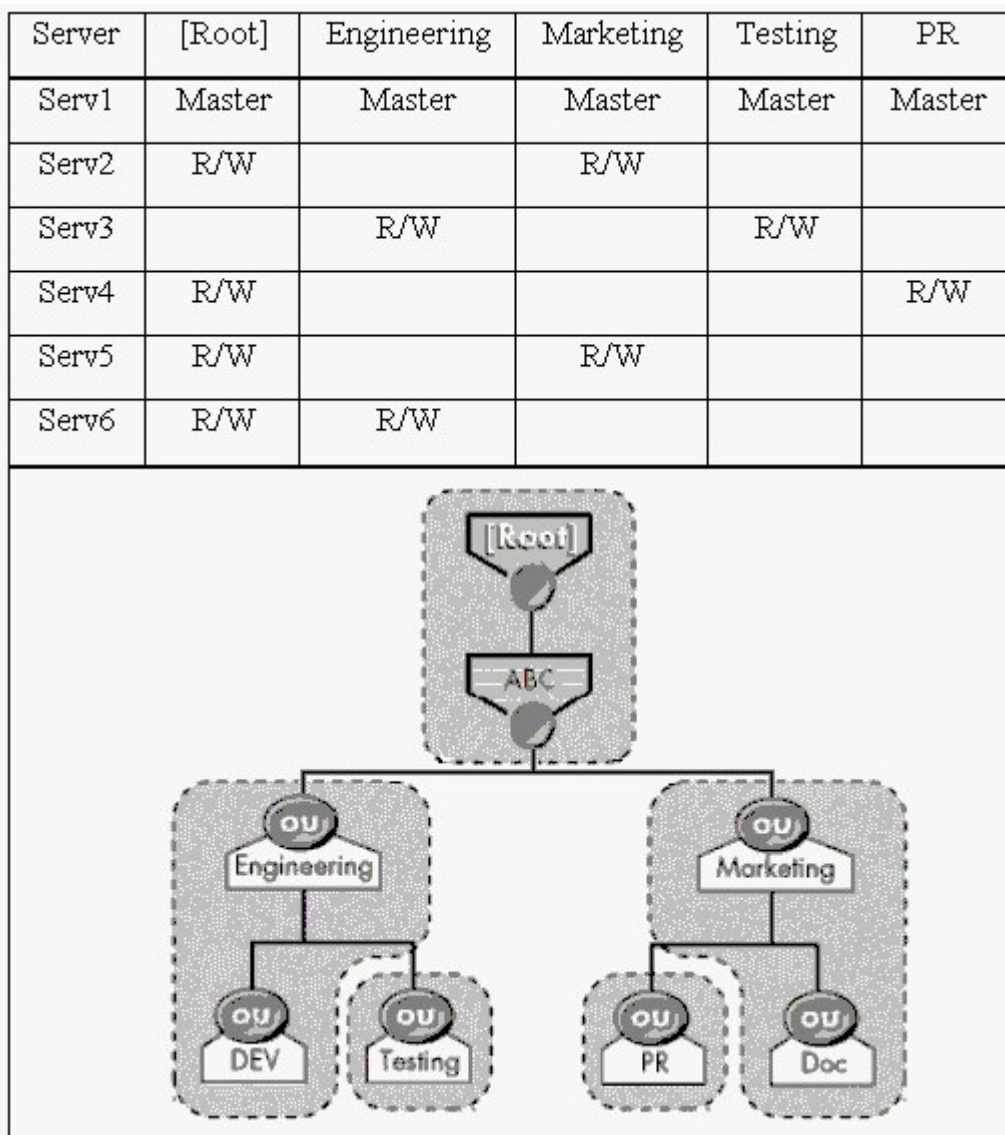 Server [Root] Engineering Marketing Testing PR
Serv1 Master Master Master Master Master
Serv2 R/W R/W
Serv3 R/W R/W
Serv4 R/W R/W
Serv5 R/W R/W
Serv6 R/W R/W
[Root]
ABC
OU OU
Engineering Marketing
OU OU OU OU
DEV Testing PR Doc